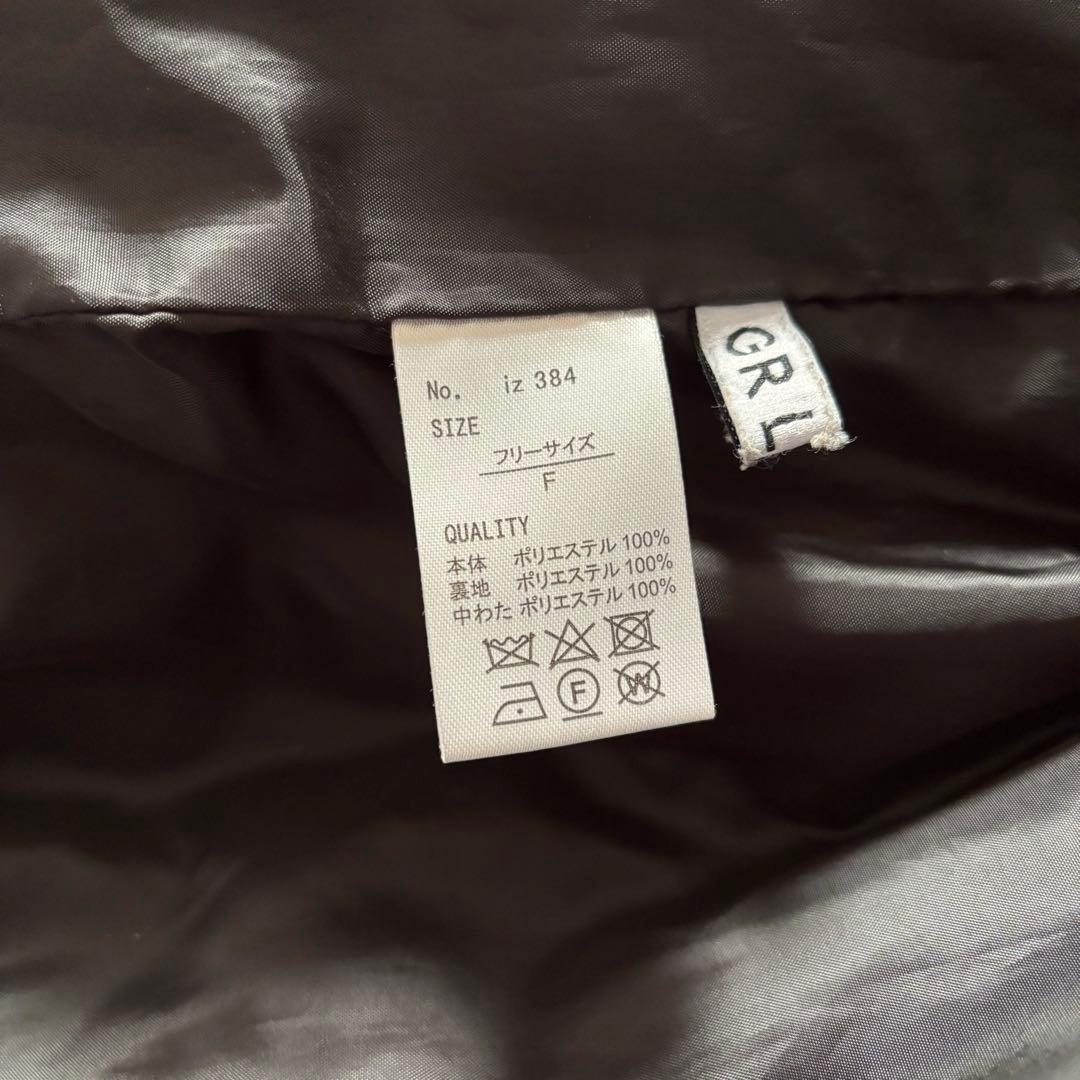 No. iz 384
SIZE
フリーサイズ
F
QUALITY
本体 ポリエステル 100%
裏地 ポリエステル 100%
中わた ポリエステル 100%
F
W
GRL